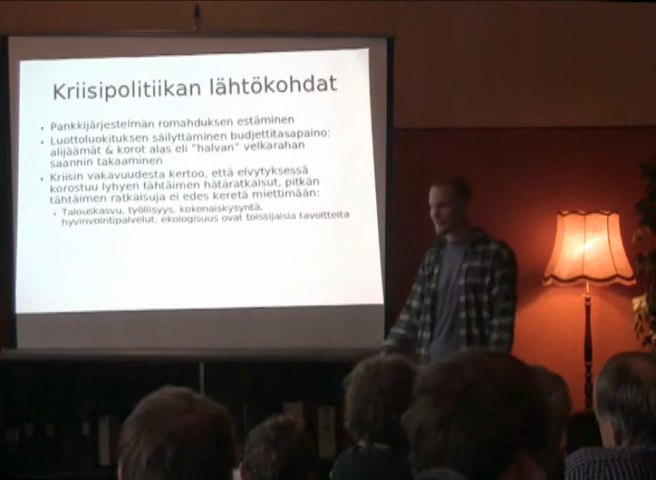 Kriisipolitiikan lähtökohdat
• Pankkijärjestelmän romahduksen estäminen
• Luottoluokituksen säilyttäminen budjettitasapaino:
alijäämät & korot alas eli "halvan" velkarahan
saannin takaaminen
• Kriisin vakavuudesta kertoo, että elvytyksessä
korostuu lyhyen tähtäimen hätäratkaisut, pitkän
tähtäimen ratkaisuja ei edes keretä miettimään:
• Talouskasvu, työllisyys, kokonaiskysyntä,
hyvinvointipalvelut, ekologisuus ovat toissijaisia tavoitteita